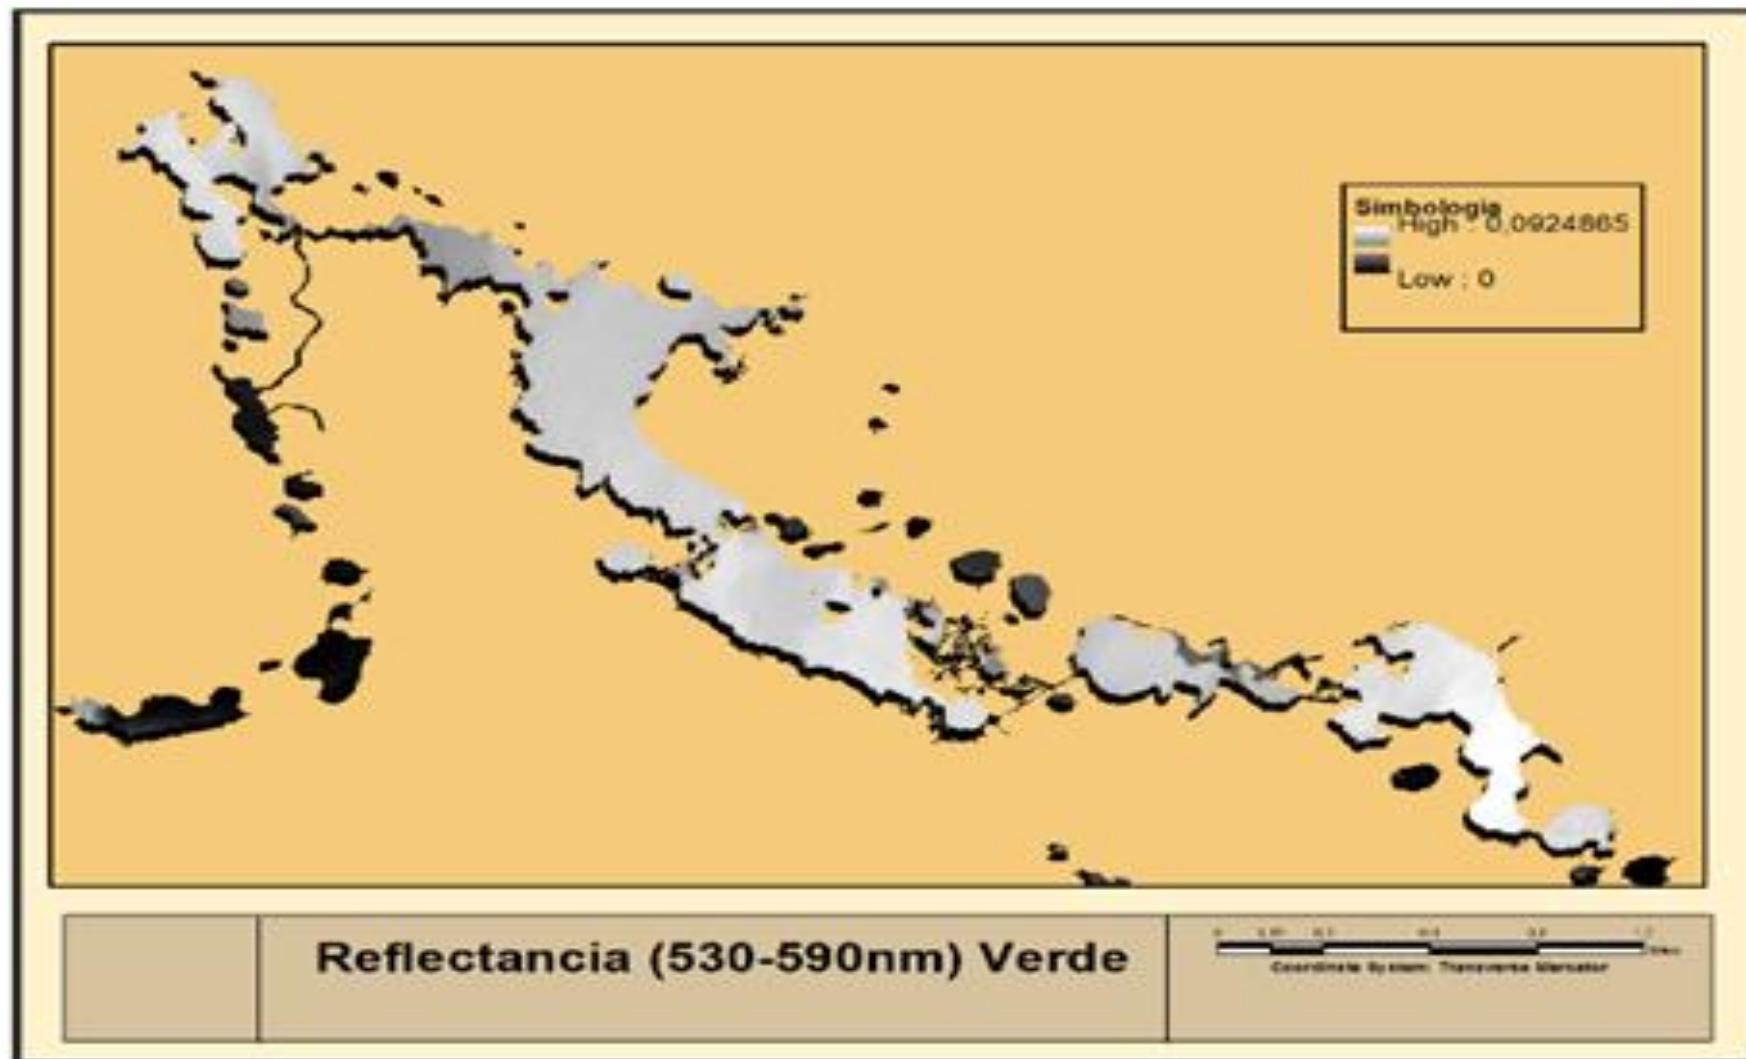 Simbologia
High : 0,0924865
Low : 0
Reflectancia (530-590nm) Verde
Coordinate System: Transverse Mercator